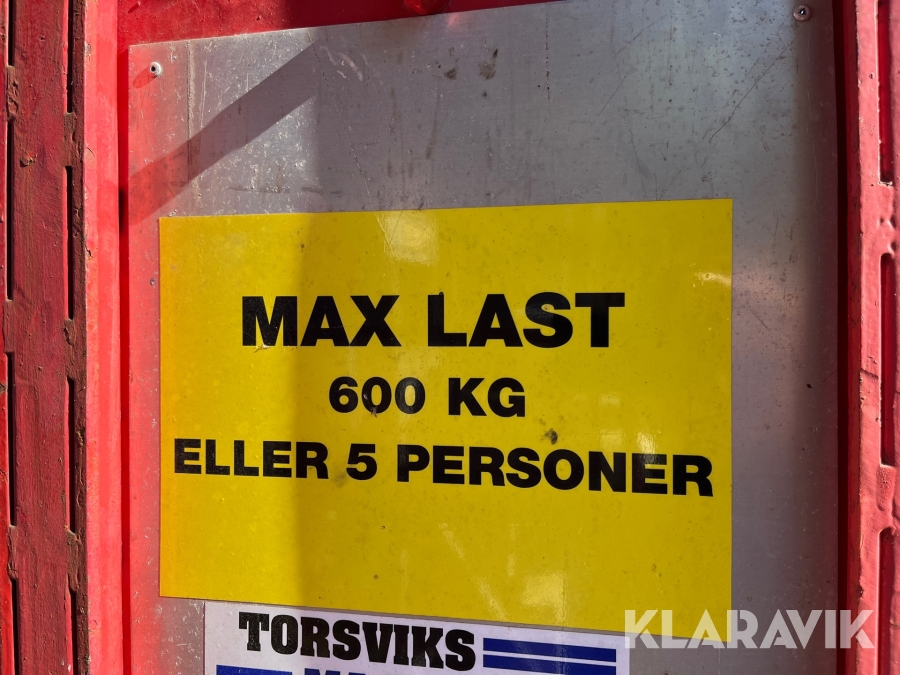 MAX LAST
600 KG
ELLER 5 PERSONER
TORSVIKS
KLARAVIK